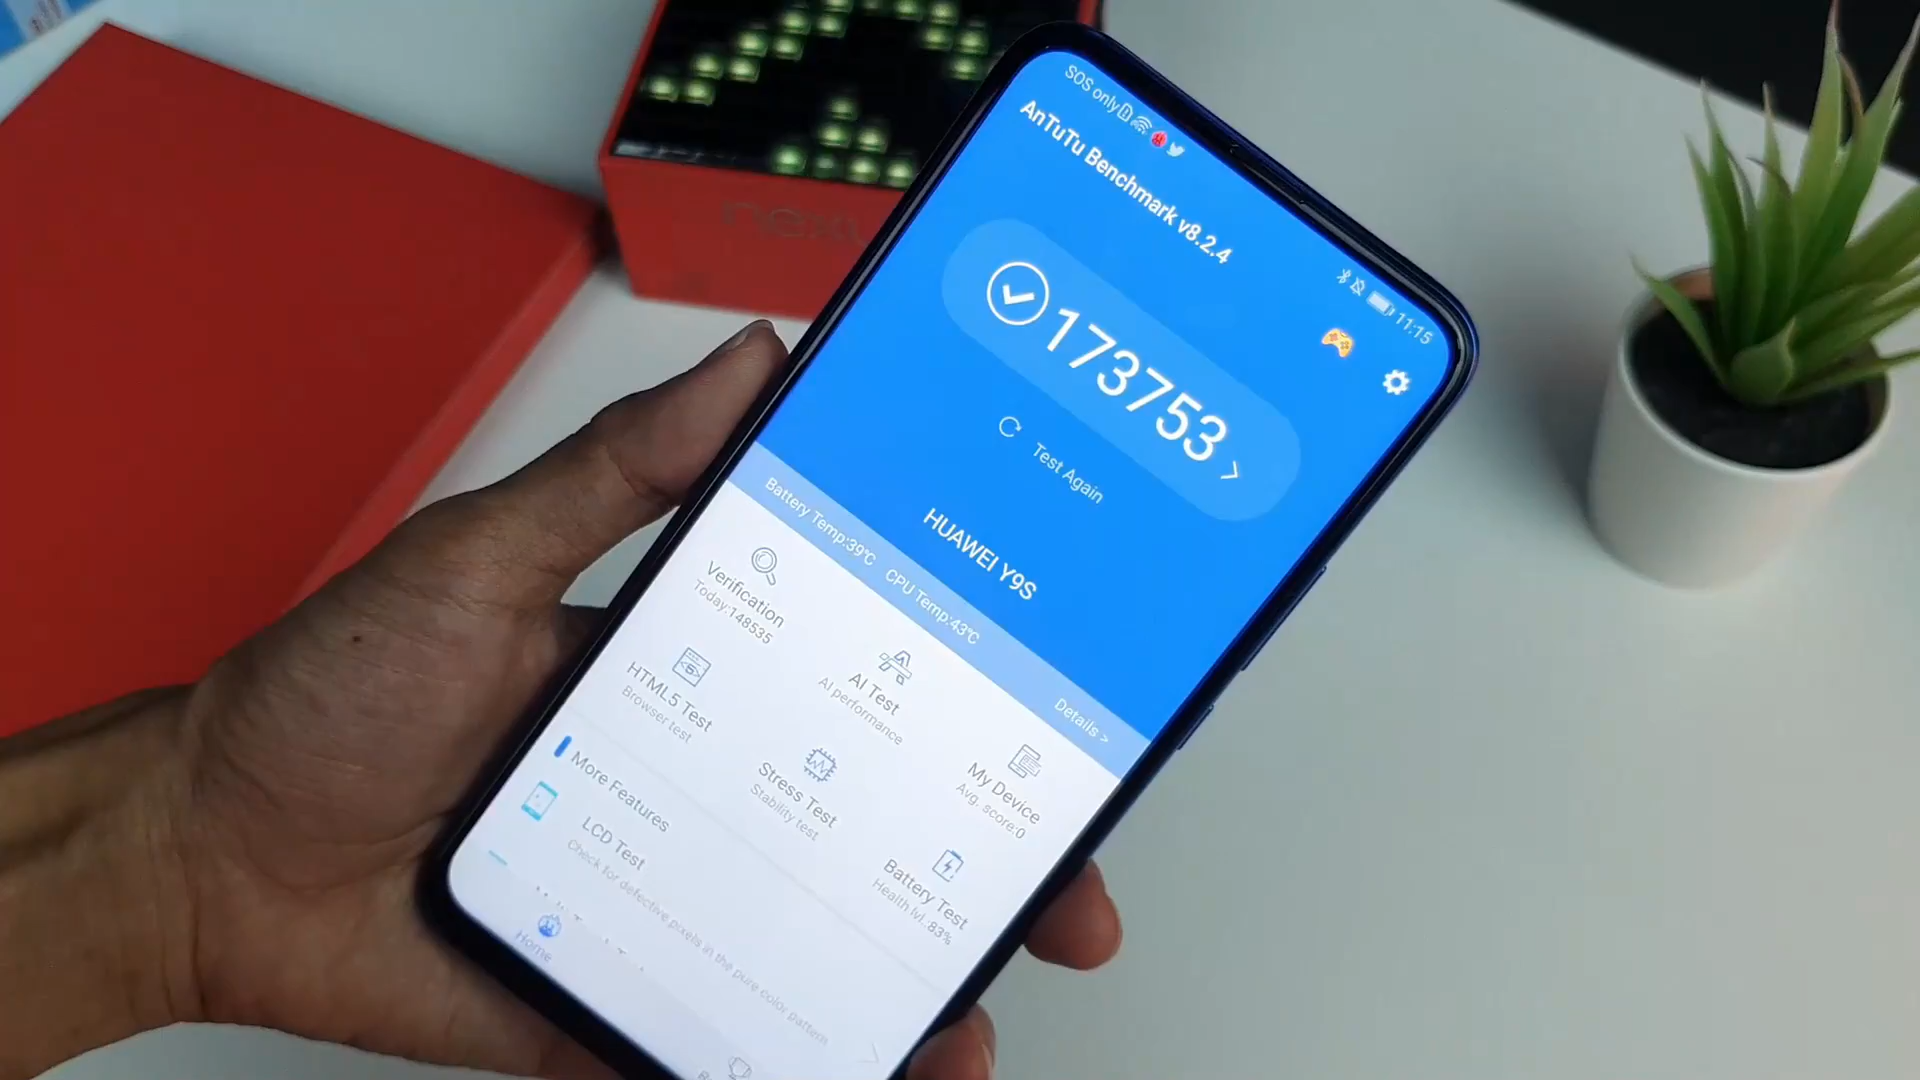 SOS only
11:15
AnTuTu Benchmark v8.2.4
173753
Test Again
HUAWEI Y9S
Battery Temp:39℃ CPU Temp:43℃
Details >
Verification
Today:148535
AI Test
AI performance
My Device
Avg. score:0
HTML5 Test
Browser test
Stress Test
Stability test
Battery Test
Health lvl.:83%
More Features
LCD Test
Check for defective pixels in the pure color pattern
Home